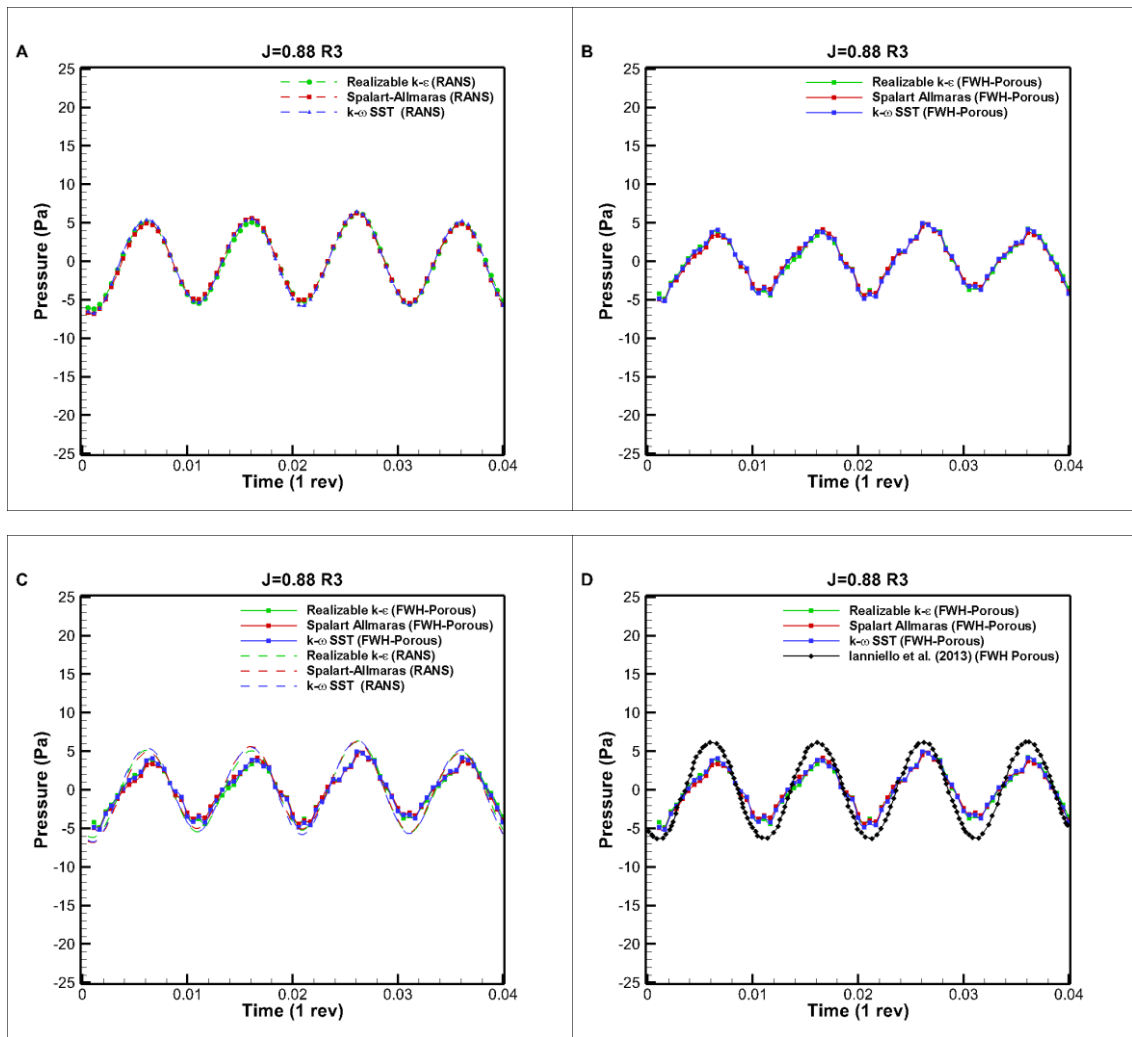 A
J=0.88 R3
Realizable k-ε (RANS)
Spalart-Allmaras (RANS)
k-ω SST (RANS)
25
20
15
10
5
0
-5
-10
-15
-20
-25
Pressure (Pa)
0 0.01 0.02 0.03 0.04
Time (1 rev)
B
J=0.88 R3
Realizable k-ε (FWH-Porous)
Spalart Allmaras (FWH-Porous)
k-ω SST (FWH-Porous)
25
20
15
10
5
0
-5
-10
-15
-20
-25
Pressure (Pa)
0 0.01 0.02 0.03 0.04
Time (1 rev)
C
J=0.88 R3
Realizable k-ε (FWH-Porous)
Spalart Allmaras (FWH-Porous)
k-ω SST (FWH-Porous)
Realizable k-ε (RANS)
Spalart-Allmaras (RANS)
k-ω SST (RANS)
25
20
15
10
5
0
-5
-10
-15
-20
-25
Pressure (Pa)
0 0.01 0.02 0.03 0.04
Time (1 rev)
D
J=0.88 R3
Realizable k-ε (FWH-Porous)
Spalart Allmaras (FWH-Porous)
k-ω SST (FWH-Porous)
Ianniello et al. (2013) (FWH Porous)
25
20
15
10
5
0
-5
-10
-15
-20
-25
Pressure (Pa)
0 0.01 0.02 0.03 0.04
Time (1 rev)